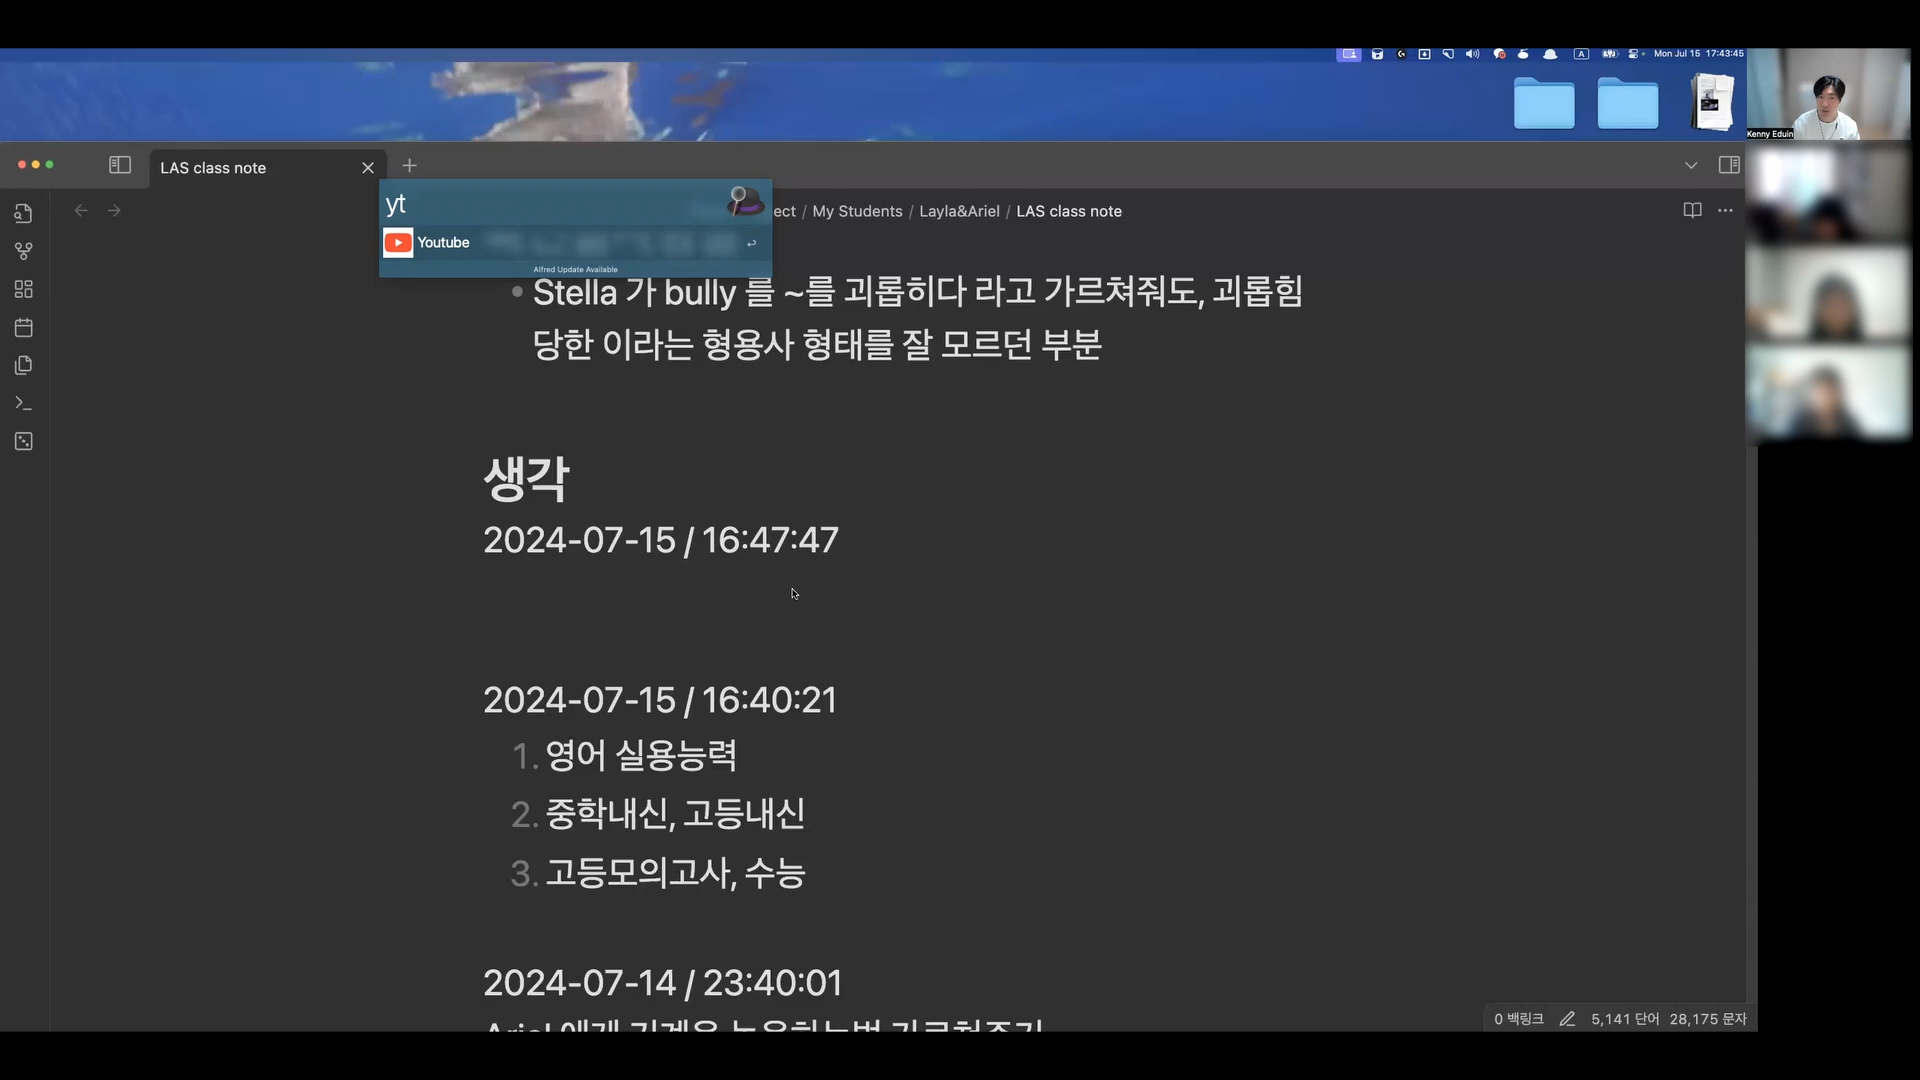 Mon Jul 15 17:43:45
Kenny Eduin
LAS class note
yt
ect / My Students / Layla&Ariel / LAS class note
Youtube
Alfred Update Available
Stella 가 bully 를 ~를 괴롭히다 라고 가르쳐줘도, 괴롭힘
당한 이라는 형용사 형태를 잘 모르던 부분
생각
2024-07-15 / 16:47:47
2024-07-15 / 16:40:21
1. 영어 실용능력
2. 중학내신, 고등내신
3. 고등모의고사, 수능
2024-07-14 / 23:40:01
0 백링크 5,141 단어 28,175 문자